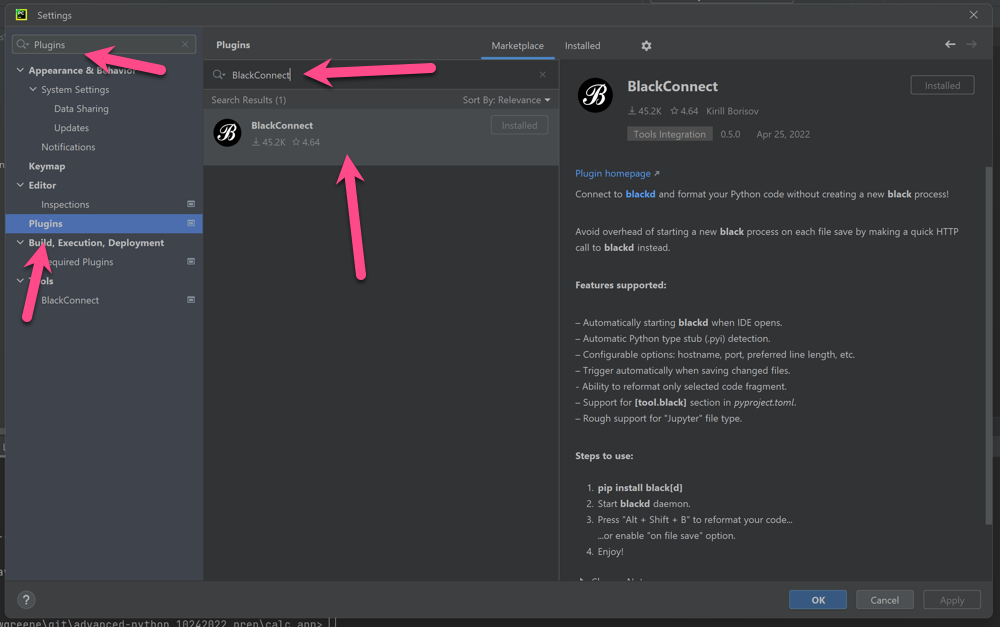 Settings
Plugins
Appearance & Behavior
System Settings
Data Sharing
Updates
Notifications
Keymap
Editor
Inspections
Plugins
Build, Execution, Deployment
Required Plugins
Tools
BlackConnect
Plugins
Marketplace
Installed
BlackConnect
Search Results (1)
Sort By: Relevance
BlackConnect
Installed
45.2K 4.64
BlackConnect
Installed
45.2K 4.64 Kirill Borisov
Tools Integration 0.5.0 Apr 25, 2022
Plugin homepage
Connect to blackd and format your Python code without creating a new black process!
Avoid overhead of starting a new black process on each file save by making a quick HTTP
call to blackd instead.
Features supported:
– Automatically starting blackd when IDE opens.
– Automatic Python type stub (.pyi) detection.
– Configurable options: hostname, port, preferred line length, etc.
– Trigger automatically when saving changed files.
- Ability to reformat only selected code fragment.
– Support for [tool.black] section in pyproject.toml.
– Rough support for "Jupyter" file type.
Steps to use:
1. pip install black[d]
2. Start blackd daemon.
3. Press "Alt + Shift + B" to reformat your code...
...or enable "on file save" option.
4. Enjoy!
?
OK
Cancel
Apply
wgreene\git\advanced-python_10242022_prep\calc_app>